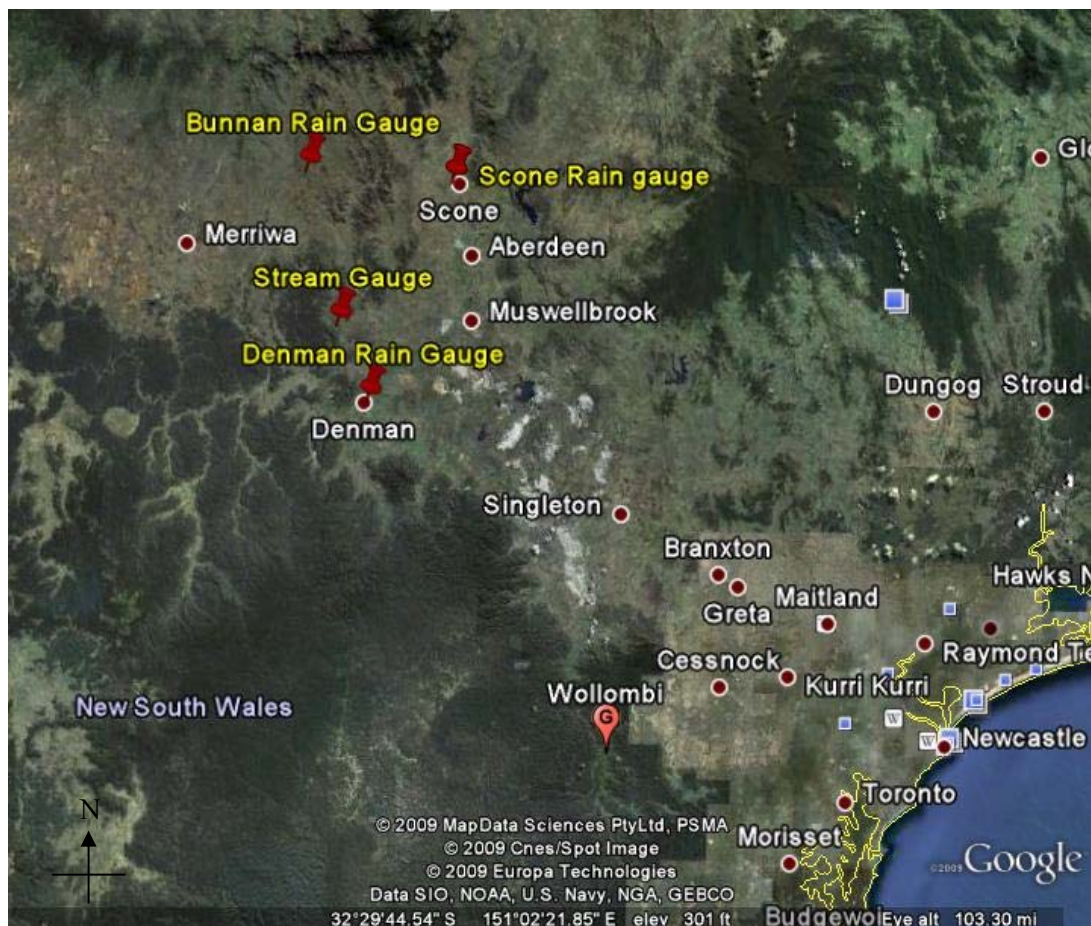 Bunnan Rain Gauge
Scone Rain gauge
Scone
Glo
Merriwa
Aberdeen
Stream Gauge
Muswellbrook
Denman Rain Gauge
Denman
Dungog
Stroud
Singleton
Branxton
Greta
Maitland
Hawks N
Raymond Te
Cessnock
Kurri Kurri
Wollombi
G
New South Wales
W
W
Newcastle
Toronto
N
© 2009 MapData Sciences PtyLtd, PSMA
© 2009 Cnes/Spot Image
© 2009 Europa Technologies
Data SIO, NOAA, U.S. Navy, NGA, GEBCO
Morisset
©2009 Google
Budgewoi
32°29'44.54" S 151°02'21.85" E elev 301 ft
Eye alt 103.30 mi